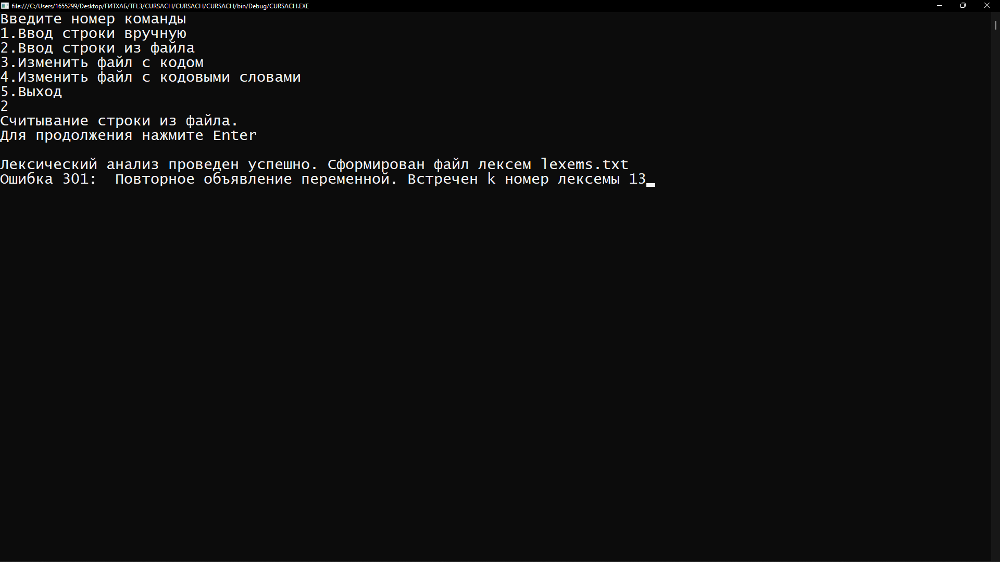 file:///C:/Users/1655299/Desktop/ГИТХАБ/TFL3/CURSACH/CURSACH/CURSACH/bin/Debug/CURSACH.EXE
Введите номер команды
1.Ввод строки вручную
2.Ввод строки из файла
3.Изменить файл с кодом
4.Изменить файл с кодовыми словами
5.Выход
2
Считывание строки из файла.
Для продолжения нажмите Enter
Лексический анализ проведен успешно. Сформирован файл лексем lexems.txt
Ошибка 301:  Повторное объявление переменной. Встречен k номер лексемы 13